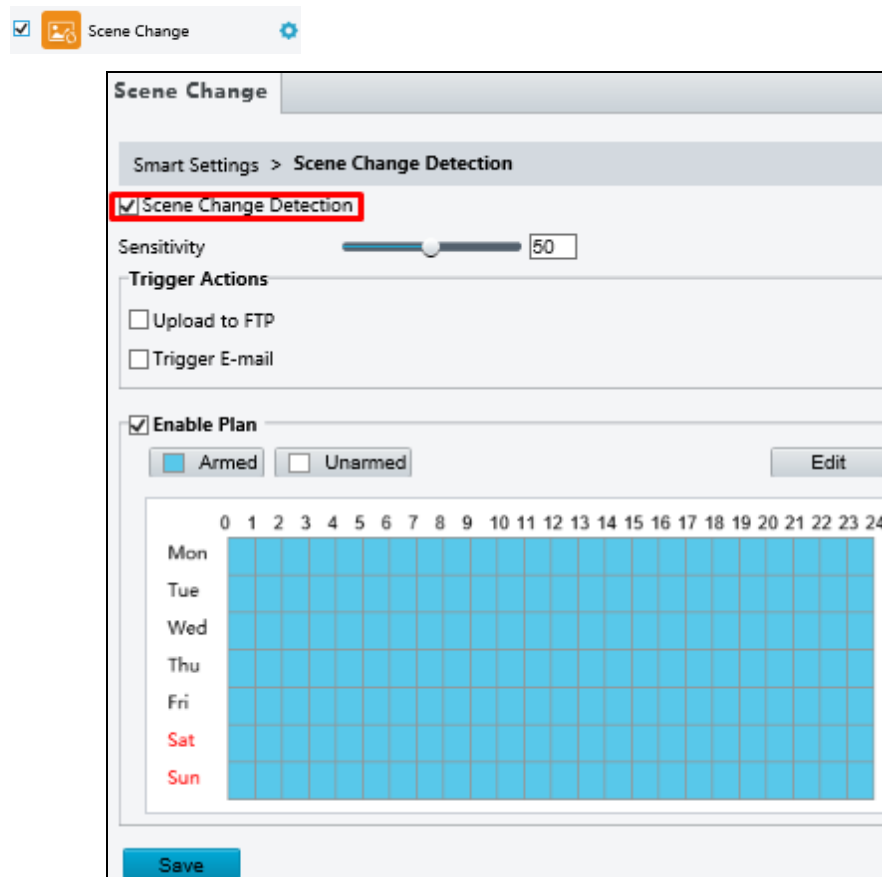 Scene Change
Scene Change
Smart Settings > Scene Change Detection
Scene Change Detection
Sensitivity 50
Trigger Actions
Upload to FTP
Trigger E-mail
Enable Plan
Armed Unarmed Edit
0 1 2 3 4 5 6 7 8 9 10 11 12 13 14 15 16 17 18 19 20 21 22 23 24
Mon
Tue
Wed
Thu
Fri
Sat
Sun
Save